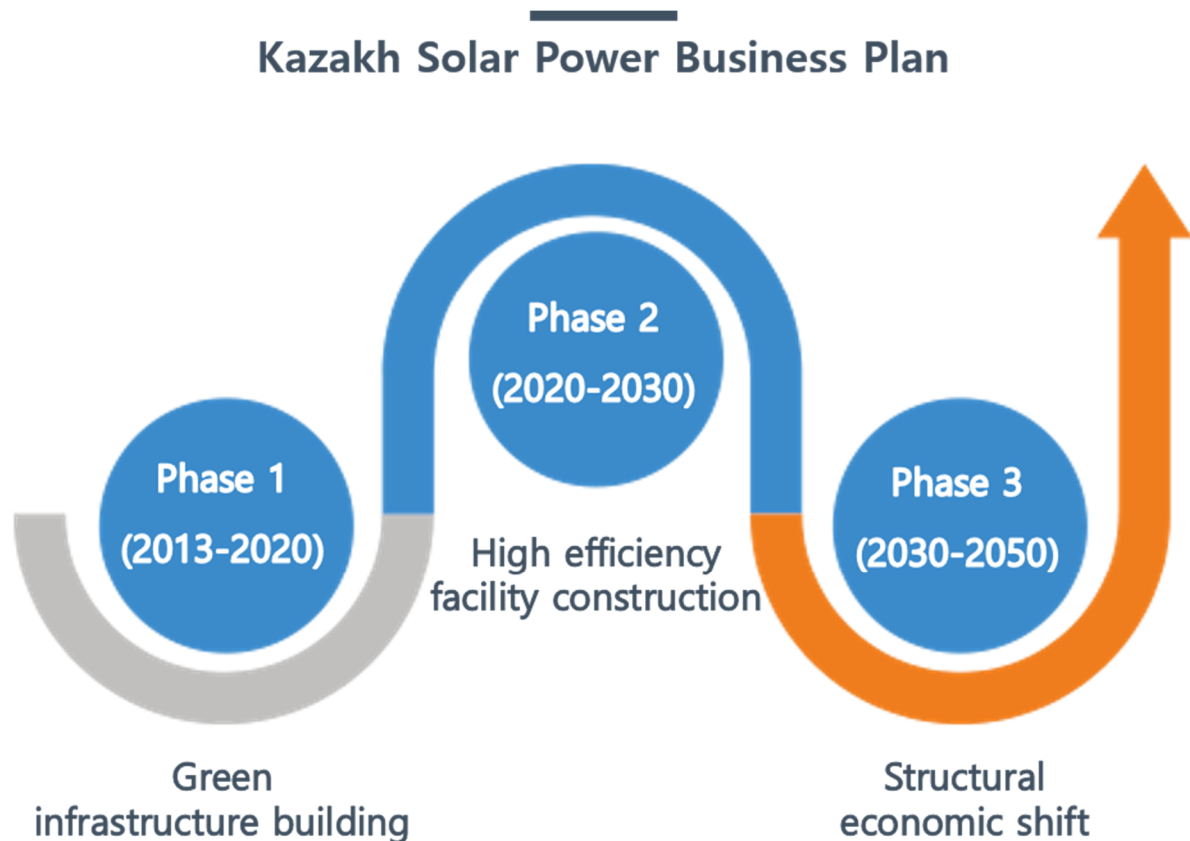 Kazakh Solar Power Business Plan
Phase 1
(2013-2020)
Green
infrastructure building
Phase 2
(2020-2030)
High efficiency
facility construction
Phase 3
(2030-2050)
Structural
economic shift